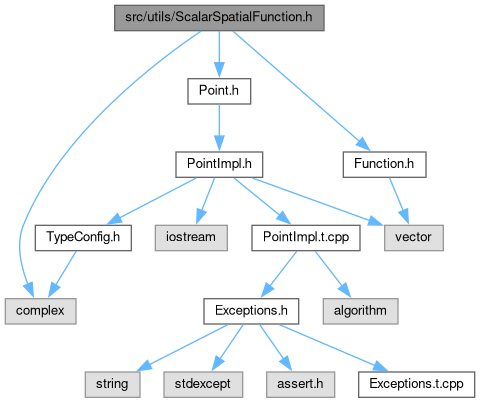 src/utils/ScalarSpatialFunction.h
Point.h
PointImpl.h
Function.h
TypeConfig.h
iostream
PointImpl.t.cpp
vector
complex
Exceptions.h
algorithm
string
stdexcept
assert.h
Exceptions.t.cpp